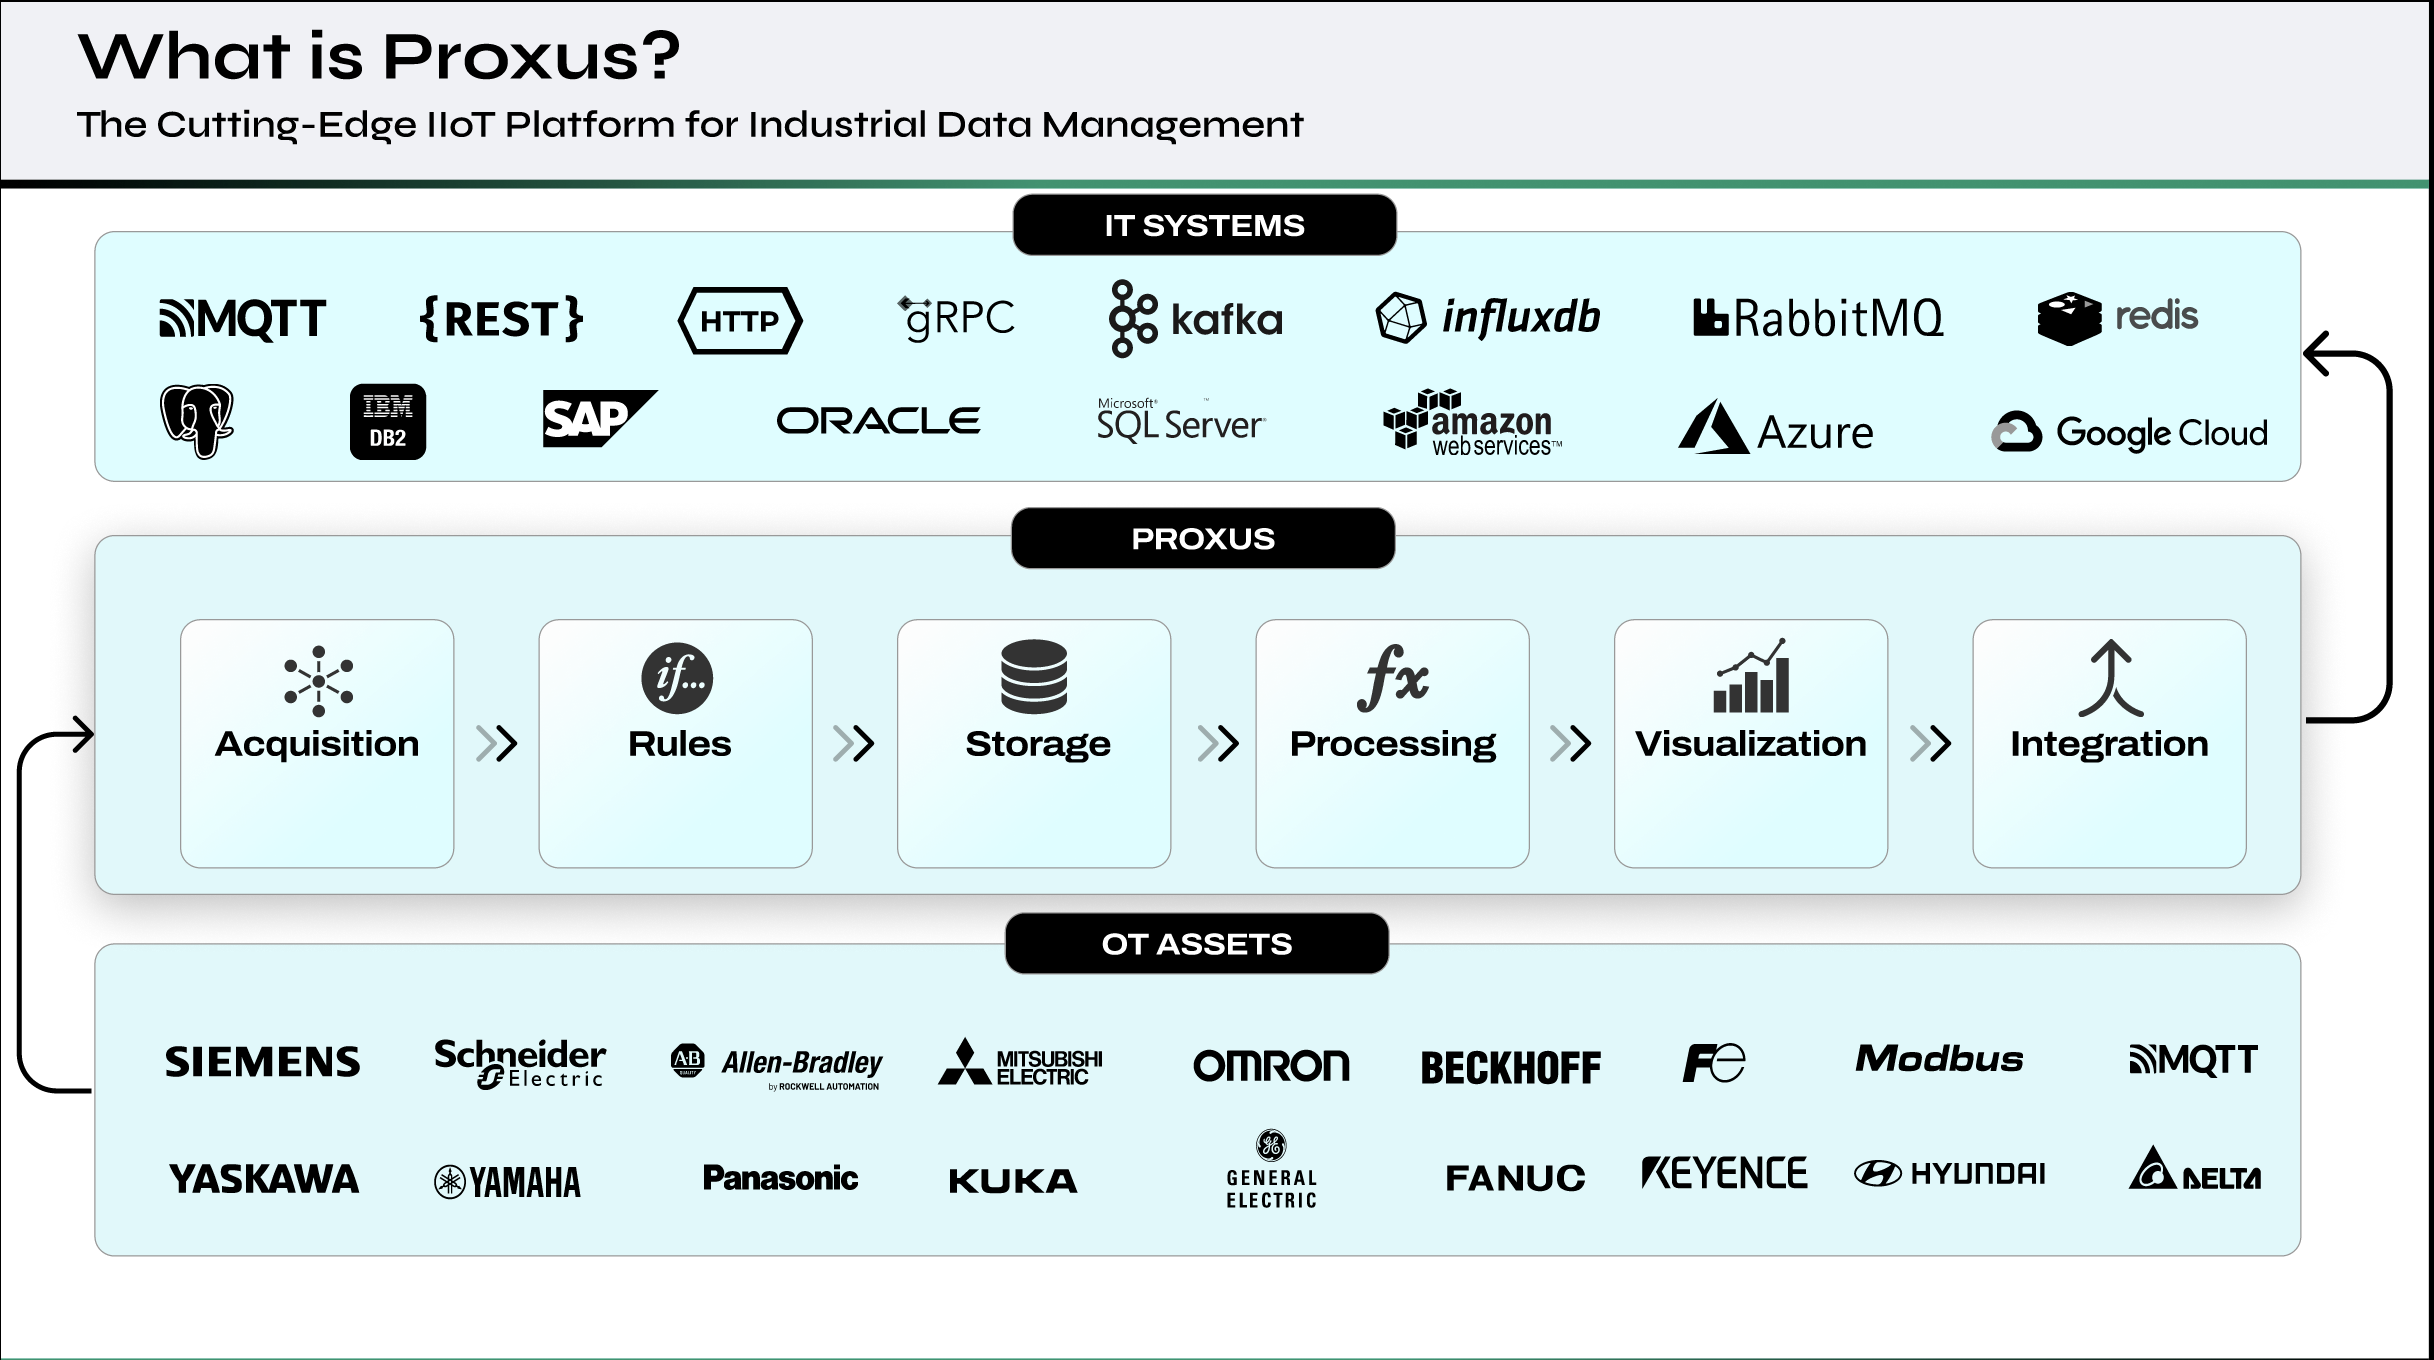 What is Proxus?
The Cutting-Edge IIoT Platform for Industrial Data Management
IT SYSTEMS
MQTT
{REST}
HTTP
gRPC
kafka
influxdb
RabbitMQ
redis
IBM
DB2
SAP
ORACLE
Microsoft®
SQL Server®
™
amazon
webservices™
Azure
Google Cloud
PROXUS
if...
fx
Acquisition
Rules
Storage
Processing
Visualization
Integration
OT ASSETS
SIEMENS
Schneider
Electric
A-B
QUALITY
Allen-Bradley
by ROCKWELL AUTOMATION
MITSUBISHI
ELECTRIC
OMRON
BECKHOFF
Fe
Modbus
MQTT
YASKAWA
YAMAHA
Panasonic
KUKA
GE
GENERAL
ELECTRIC
FANUC
KEYENCE
HYUNDAI
DELTA